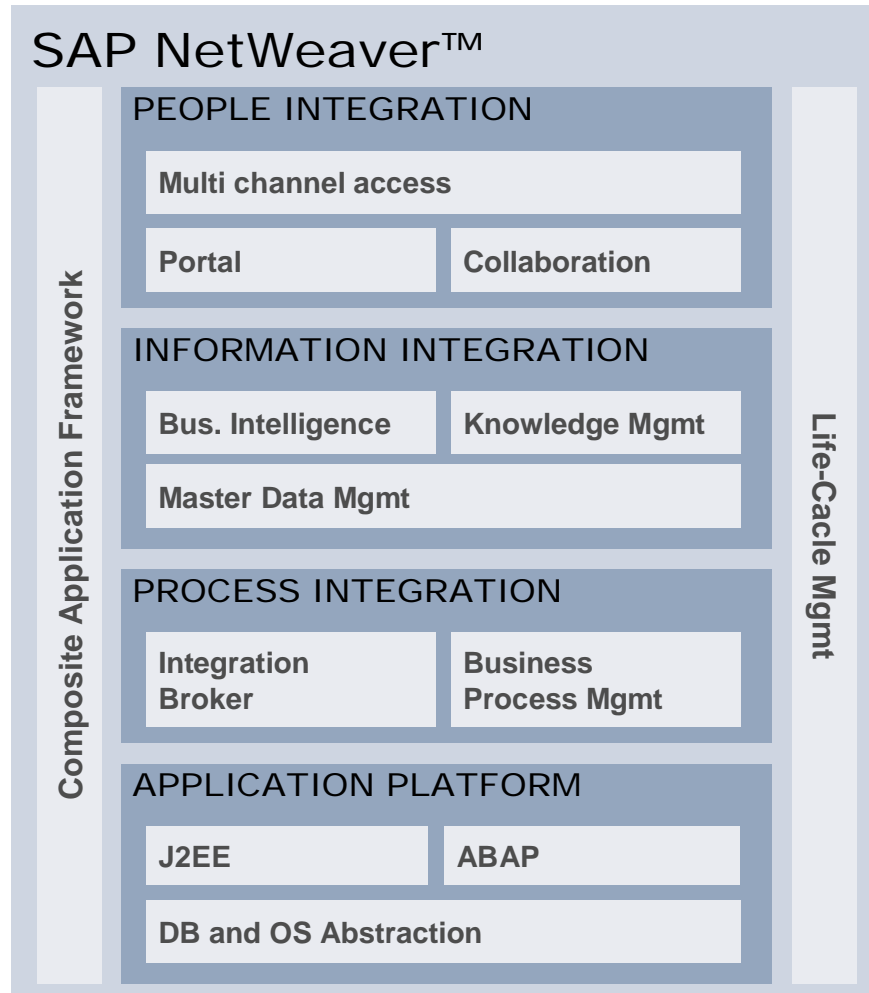 SAP NetWeaver™
PEOPLE INTEGRATION
Multi channel access
Portal
Collaboration
INFORMATION INTEGRATION
Bus. Intelligence
Knowledge Mgmt
Master Data Mgmt
PROCESS INTEGRATION
Integration
Broker
Business
Process Mgmt
APPLICATION PLATFORM
J2EE
ABAP
DB and OS Abstraction
Composite Application Framework
Life-Cacle Mgmt